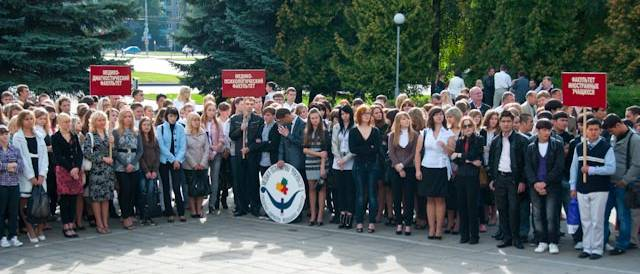 МЕДИКО-
ДИАГНОСТИЧЕСКИЙ
ФАКУЛЬТЕТ
МЕДИКО-
ПСИХОЛОГИЧЕСКИЙ
ФАКУЛЬТЕТ
ФАКУЛЬТЕТ
ИНОСТРАННЫХ
УЧАЩИХСЯ